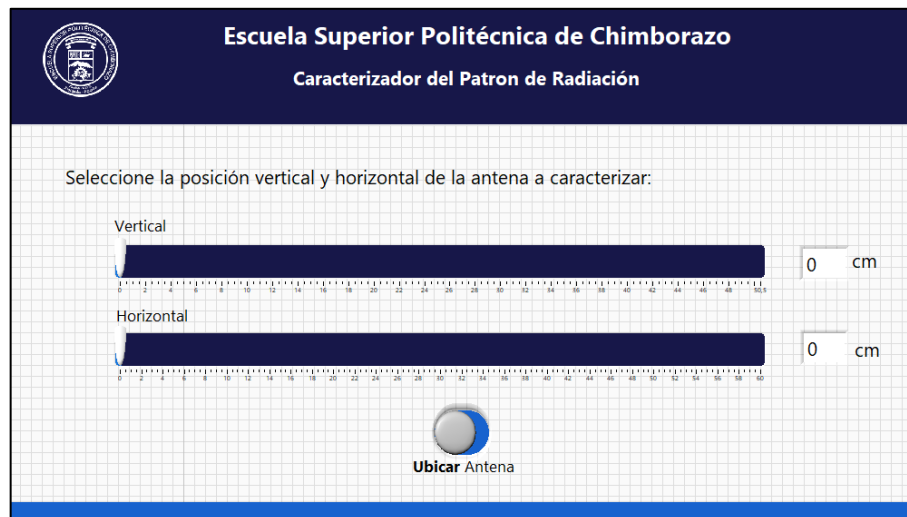 Escuela Superior Politécnica de Chimborazo
Caracterizador del Patron de Radiación
Seleccione la posición vertical y horizontal de la antena a caracterizar:
Vertical
0 cm
0 2 4 6 8 10 12 14 16 18 20 22 24 26 28 30 32 34 36 38 40 42 44 46 48 50,5
Horizontal
0 cm
0 2 4 6 8 10 12 14 16 18 20 22 24 26 28 30 32 34 36 38 40 42 44 46 48 50 52 54 56 58 60
Ubicar Antena